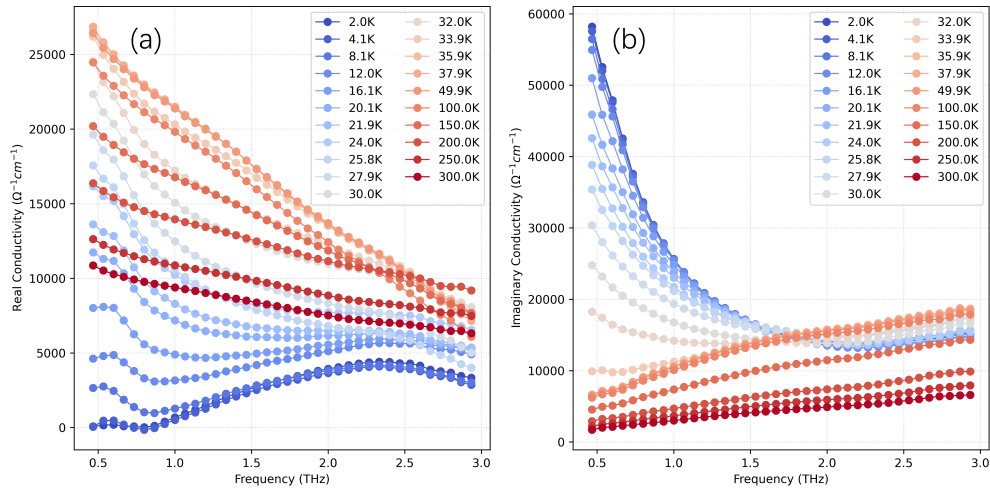 (a)
2.0K
4.1K
8.1K
12.0K
16.1K
20.1K
21.9K
24.0K
25.8K
27.9K
30.0K
32.0K
33.9K
35.9K
37.9K
49.9K
100.0K
150.0K
200.0K
250.0K
300.0K
25000
20000
15000
10000
5000
0
Real Conductivity (Ω⁻¹cm⁻¹)
0.5 1.0 1.5 2.0 2.5 3.0
Frequency (THz)
(b)
2.0K
4.1K
8.1K
12.0K
16.1K
20.1K
21.9K
24.0K
25.8K
27.9K
30.0K
32.0K
33.9K
35.9K
37.9K
49.9K
100.0K
150.0K
200.0K
250.0K
300.0K
60000
50000
40000
30000
20000
10000
0
Imaginary Conductivity (Ω⁻¹cm⁻¹)
0.5 1.0 1.5 2.0 2.5 3.0
Frequency (THz)